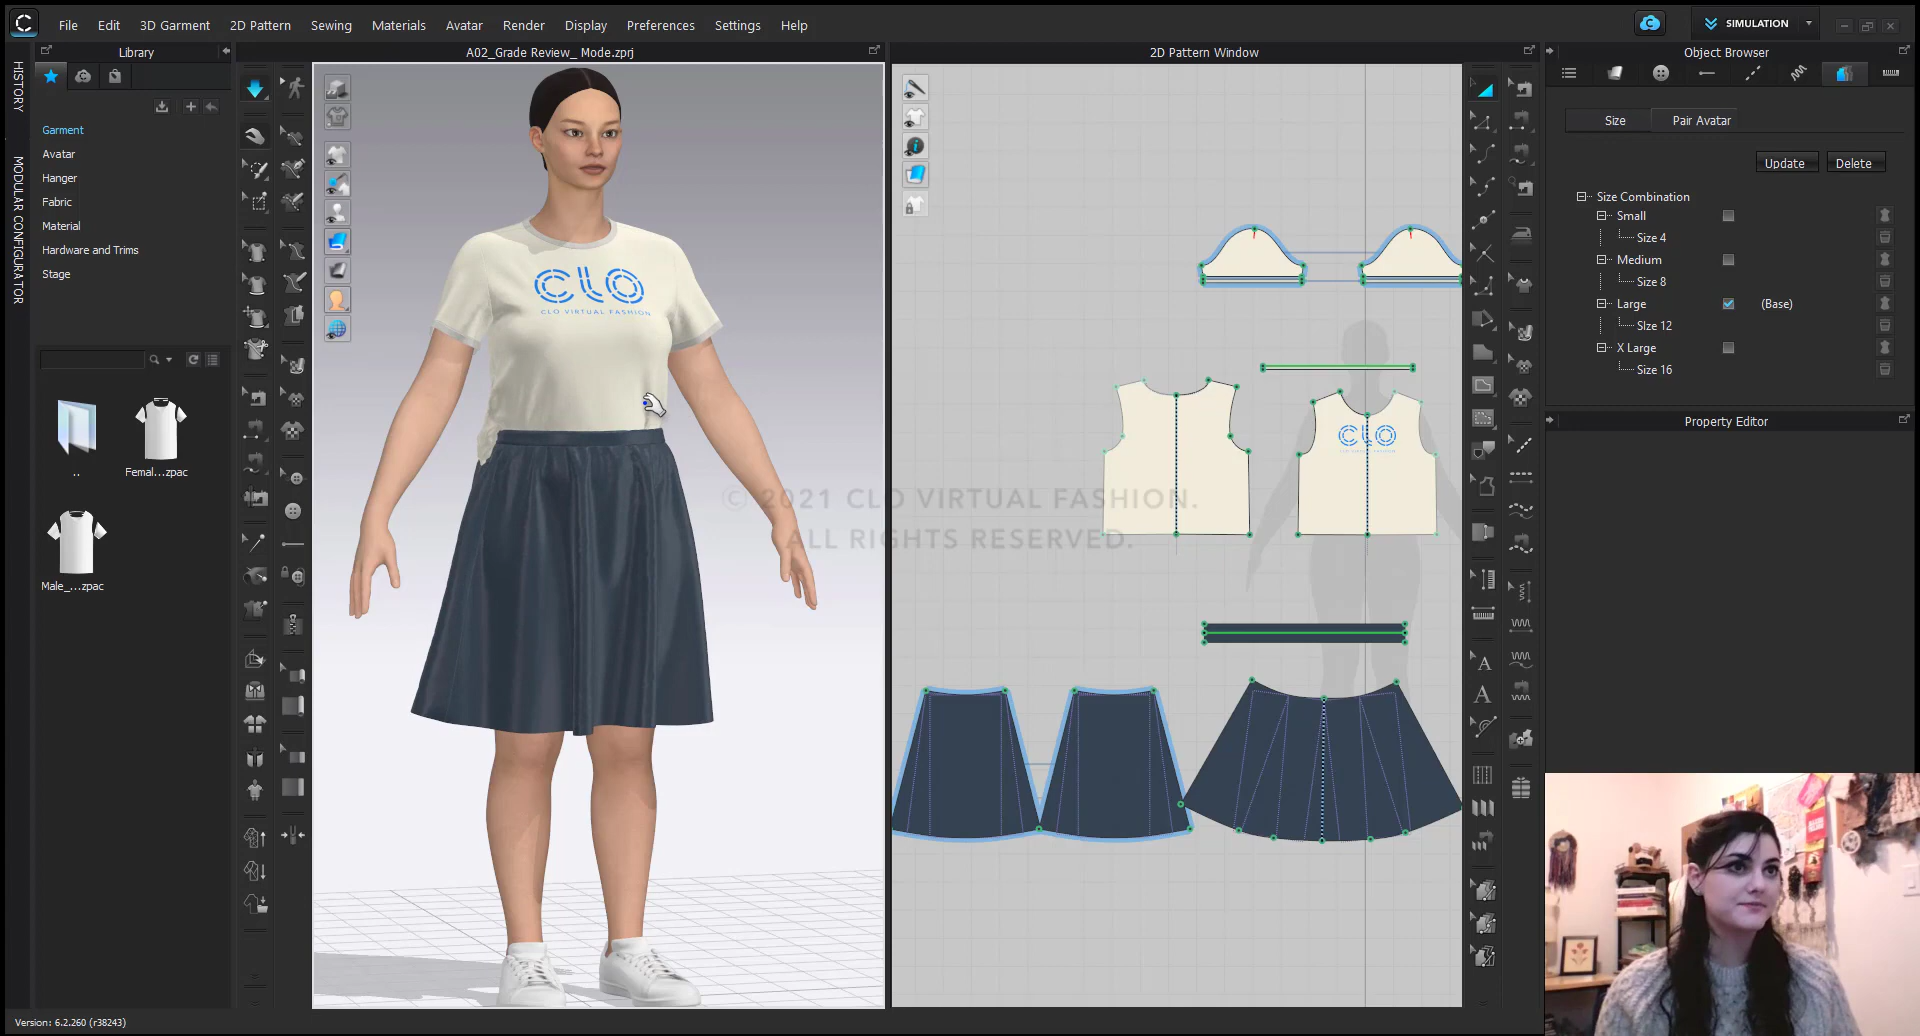 File Edit 3D Garment 2D Pattern Sewing Materials Avatar Render Display Preferences Settings Help
SIMULATION
Library
A02_Grade Review_ Mode.zprj
2D Pattern Window
Object Browser
HISTORY
MODULAR CONFIGURATOR
Garment
Avatar
Hanger
Fabric
Material
Hardware and Trims
Stage
..
Femal...zpac
Male_...zpac
CLO
CLO VIRTUAL FASHION
CLO
© 2021 CLO VIRTUAL FASHION.
ALL RIGHTS RESERVED.
Size Pair Avatar
Update Delete
Size Combination
Small
Size 4
Medium
Size 8
Large (Base)
Size 12
X Large
Size 16
Property Editor
Version: 6.2.260 (r38243)